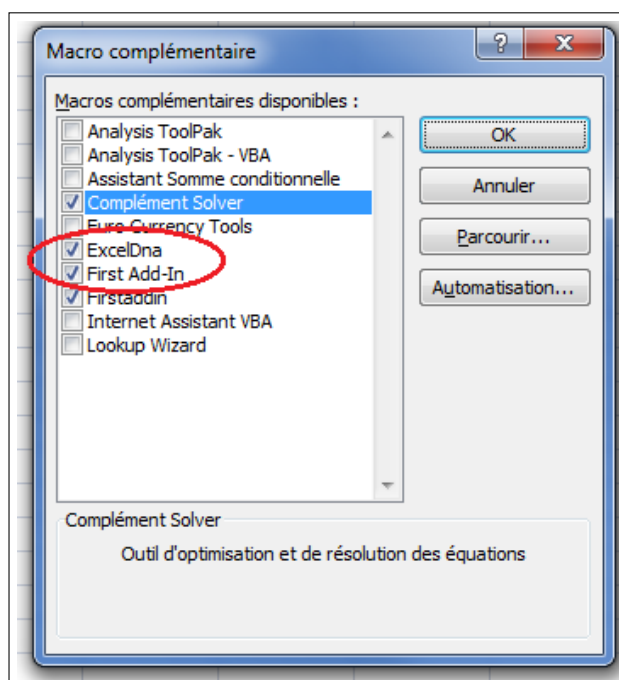 Macro complémentaire
Macros complémentaires disponibles :
Analysis ToolPak
Analysis ToolPak - VBA
Assistant Somme conditionnelle
Complément Solver
Euro Currency Tools
ExcelDna
First Add-In
Firstaddin
Internet Assistant VBA
Lookup Wizard
OK
Annuler
Parcourir...
Automatisation...
Complément Solver
Outil d'optimisation et de résolution des équations